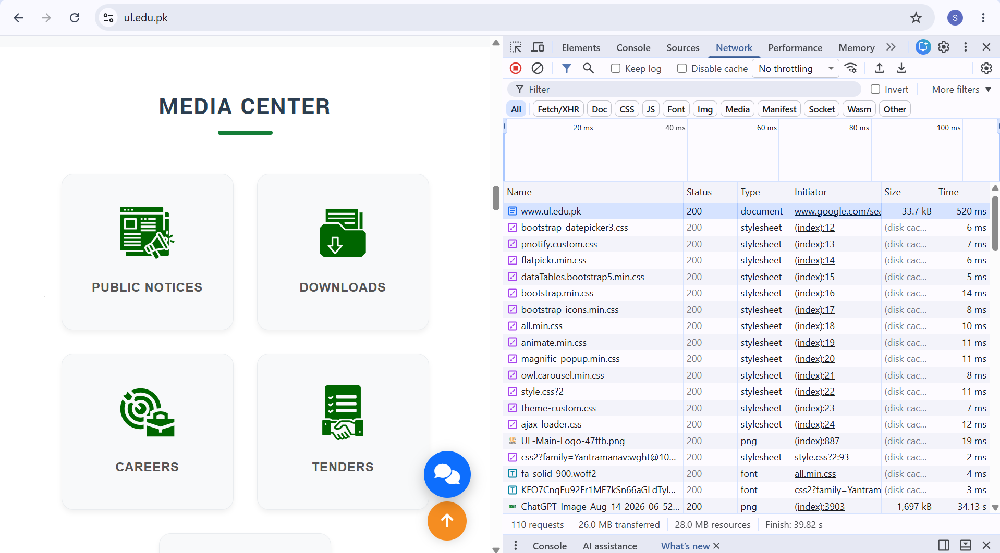 ul.edu.pk
S
MEDIA CENTER
PUBLIC NOTICES
DOWNLOADS
CAREERS
TENDERS
Elements Console Sources Network Performance Memory
Keep log Disable cache No throttling
Filter Invert More filters
All Fetch/XHR Doc CSS JS Font Img Media Manifest Socket Wasm Other
20 ms 40 ms 60 ms 80 ms 100 ms
Name Status Type Initiator Size Time
www.ul.edu.pk 200 document www.google.com/sea 33.7 kB 520 ms
bootstrap-datepicker3.css 200 stylesheet (index):12 (disk cac... 6 ms
pnotify.custom.css 200 stylesheet (index):13 (disk cac... 7 ms
flatpickr.min.css 200 stylesheet (index):14 (disk cac... 6 ms
dataTables.bootstrap5.min.css 200 stylesheet (index):15 (disk cac... 5 ms
bootstrap.min.css 200 stylesheet (index):16 (disk cac... 14 ms
bootstrap-icons.min.css 200 stylesheet (index):17 (disk cac... 8 ms
all.min.css 200 stylesheet (index):18 (disk cac... 10 ms
animate.min.css 200 stylesheet (index):19 (disk cac... 11 ms
magnific-popup.min.css 200 stylesheet (index):20 (disk cac... 11 ms
owl.carousel.min.css 200 stylesheet (index):21 (disk cac... 8 ms
style.css?2 200 stylesheet (index):22 (disk cac... 11 ms
theme-custom.css 200 stylesheet (index):23 (disk cac... 7 ms
ajax_loader.css 200 stylesheet (index):24 (disk cac... 12 ms
UL-Main-Logo-47ffb.png 200 png (index):887 (disk cac... 19 ms
css2?family=Yantramanav:wght@10... 200 stylesheet style.css?2:93 (disk cac... 2 ms
fa-solid-900.woff2 200 font all.min.css (disk cac... 4 ms
KFO7CnqEu92Fr1ME7kSn66aGLdTyl... 200 font css2?family=Yantram (disk cac... 3 ms
ChatGPT-Image-Aug-14-2026-06_52... 200 png (index):3903 1,697 kB 34.13 s
110 requests 26.0 MB transferred 28.0 MB resources Finish: 39.82 s
Console AI assistance What's new